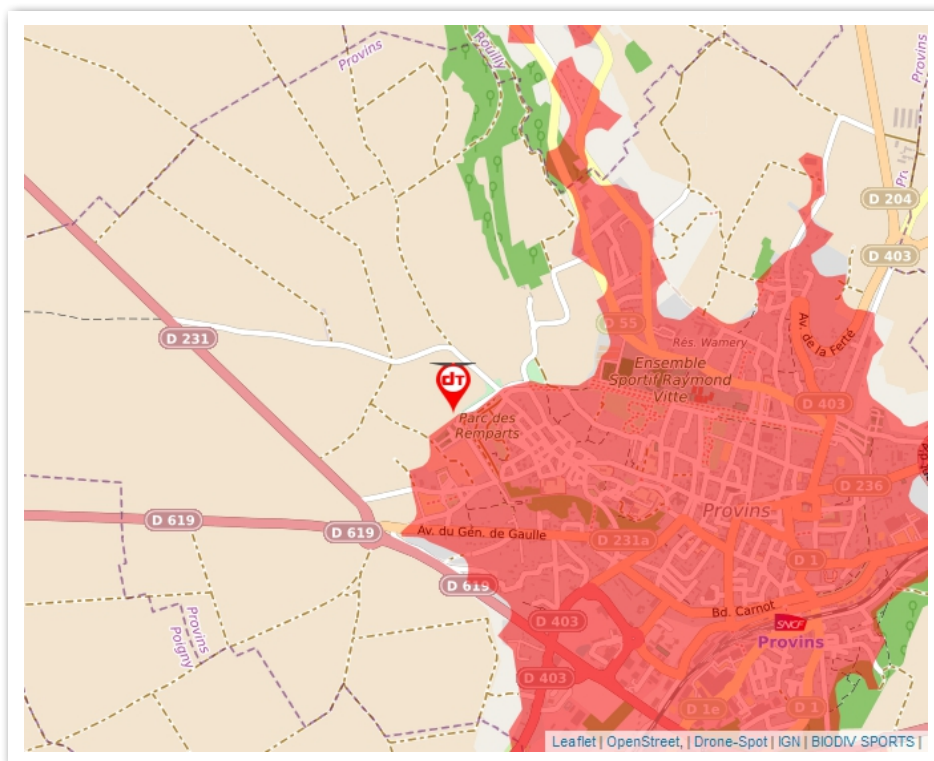 Provins
Rouilly
Provins
D 204
D 403
D 231
D 55
Rés. Wamery
Av. de la Ferté
Ensemble
Sportif Raymond
Vitte
dT
D 403
Parc des
Remparts
D 236
D 619
D 619
Av. du Gén. de Gaulle
D 231a
Provins
D 1
D 619
Bd. Carnot
SNCF
Provins
D 403
Provins
Poigny
D 403
D 1e
D 1
Leaflet | OpenStreet, | Drone-Spot | IGN | BIODIV SPORTS |